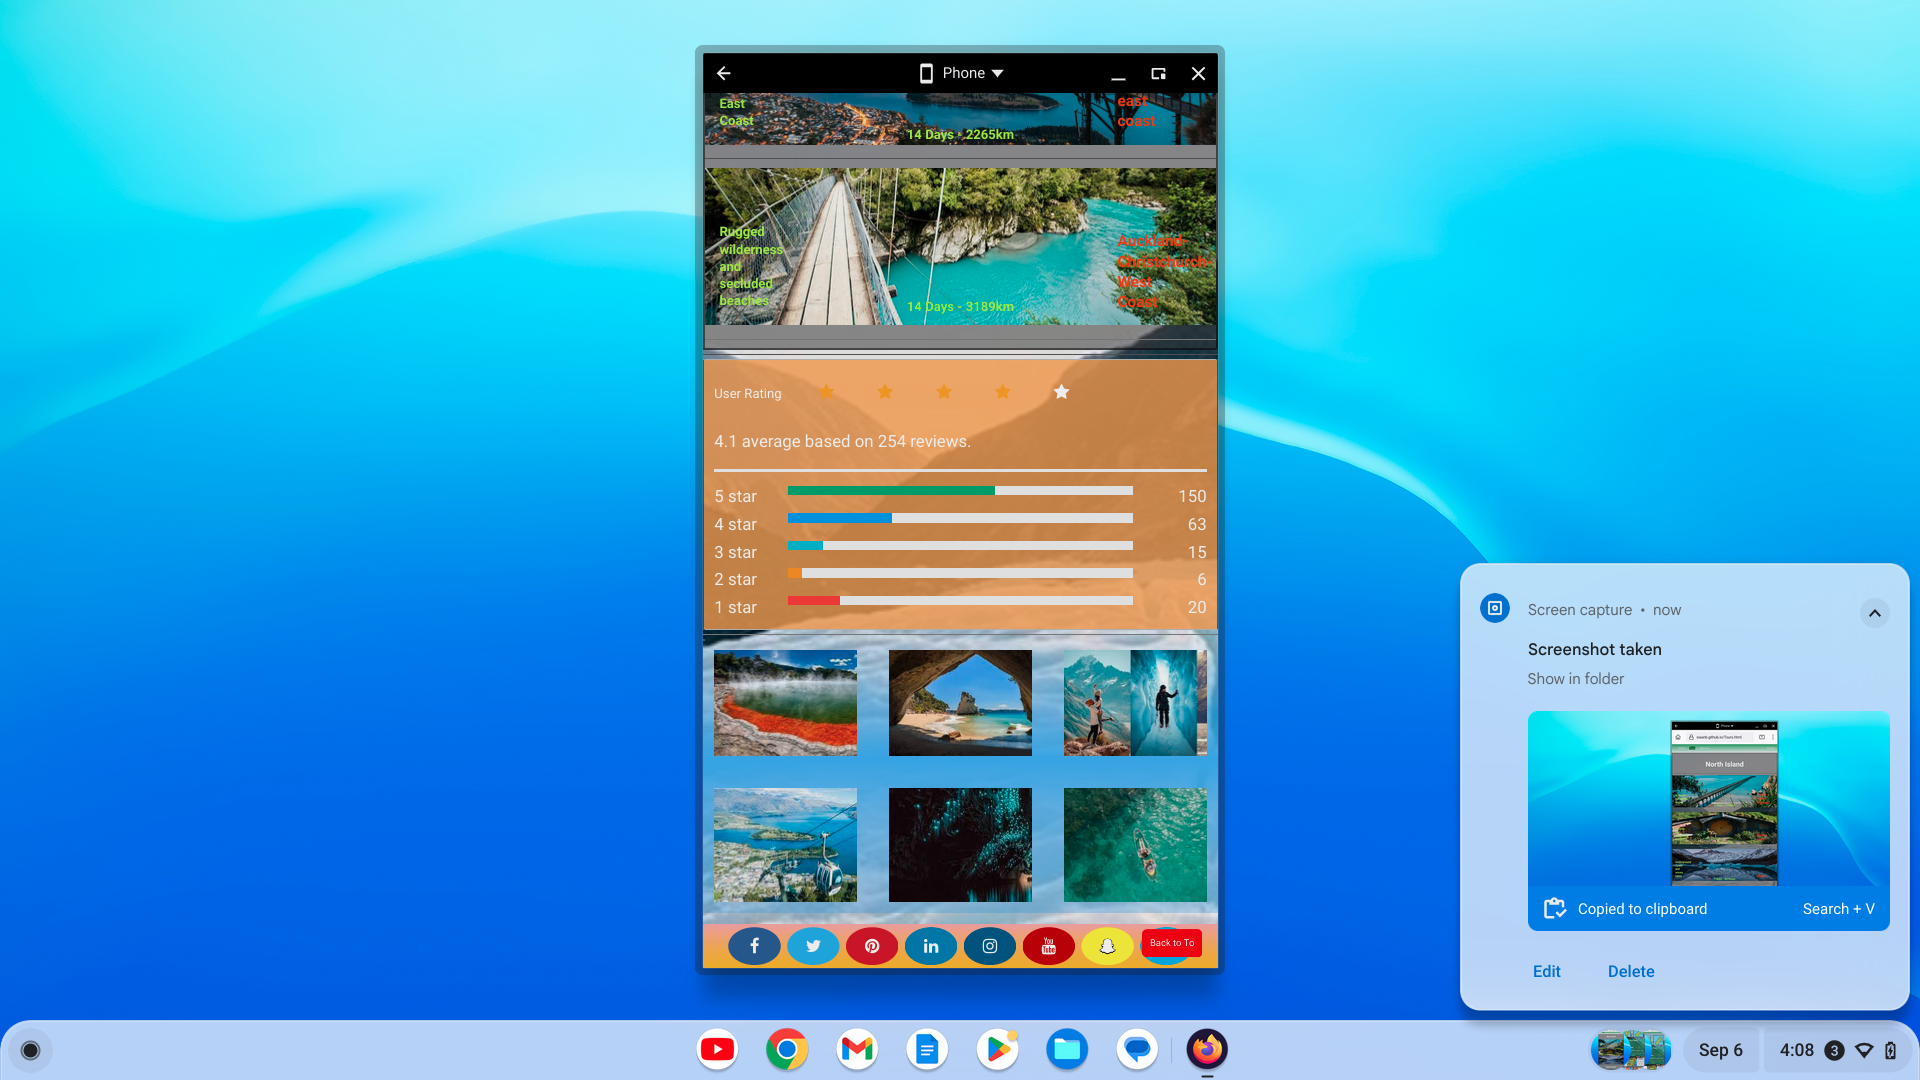 Phone
East
Coast
east
coast
14 Days - 2265km
Rugged
wilderness
and
secluded
beaches
Auckland-
Christchurch-
West
Coast
14 Days - 3189km
User Rating
4.1 average based on 254 reviews.
5 star 150
4 star 63
3 star 15
2 star 6
1 star 20
You
Tube
Back to To
Screen capture • now
Screenshot taken
Show in folder
Phone
North Island
Copied to clipboard Search + V
Edit Delete
Sep 6 4:08 3